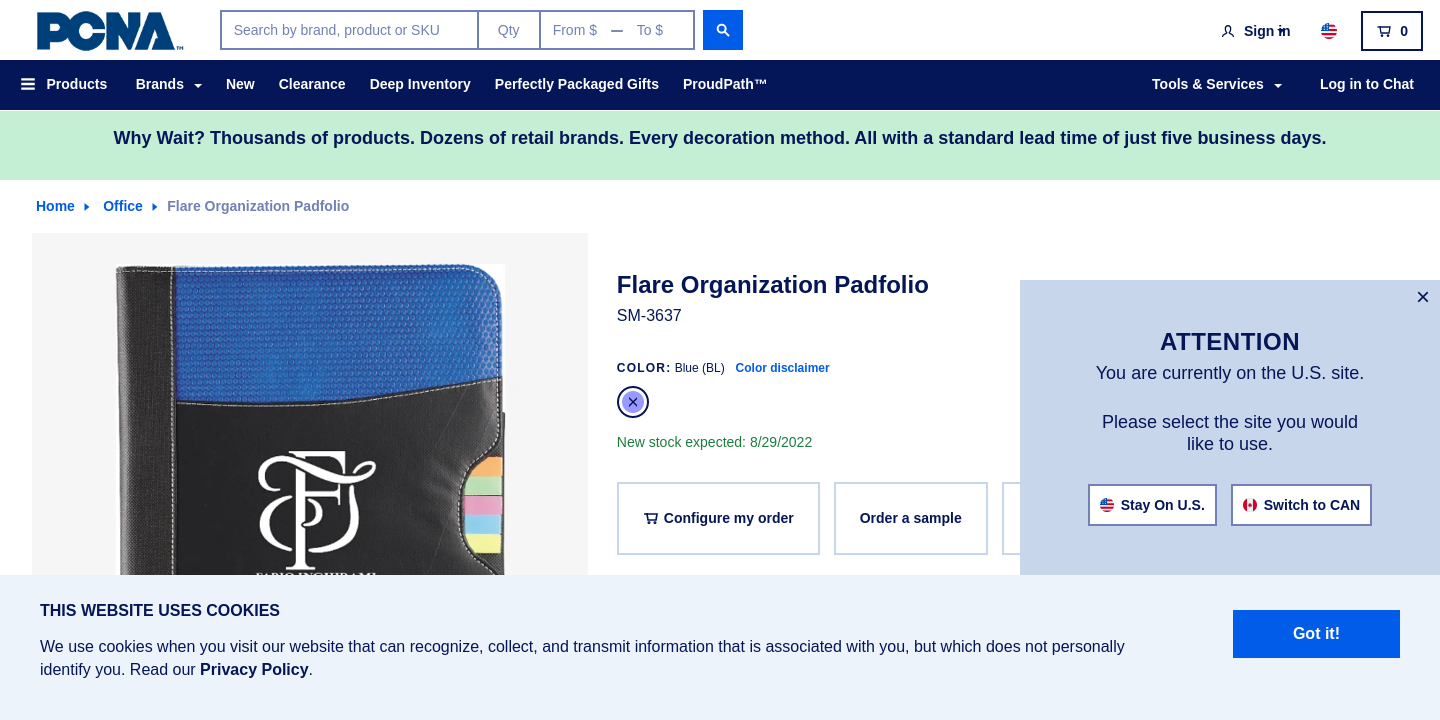 PCNA™
Search by brand, product or SKU
Qty
From $ — To $
Sign in
0
Products
Brands
New
Clearance
Deep Inventory
Perfectly Packaged Gifts
ProudPath™
Tools & Services
Log in to Chat
Why Wait? Thousands of products. Dozens of retail brands. Every decoration method. All with a standard lead time of just five business days.
Home
Office
Flare Organization Padfolio
Flare Organization Padfolio
SM-3637
COLOR: Blue (BL) Color disclaimer
New stock expected: 8/29/2022
Configure my order
Order a sample
×
ATTENTION
You are currently on the U.S. site.
Please select the site you would
like to use.
Stay On U.S.
Switch to CAN
THIS WEBSITE USES COOKIES
We use cookies when you visit our website that can recognize, collect, and transmit information that is associated with you, but which does not personally
identify you. Read our Privacy Policy.
Got it!